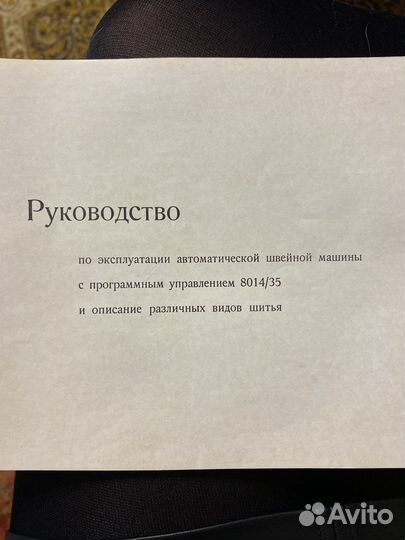 Руководство
по эксплуатации автоматической швейной машины
с программным управлением 8014/35
и описание различных видов шитья
Avito